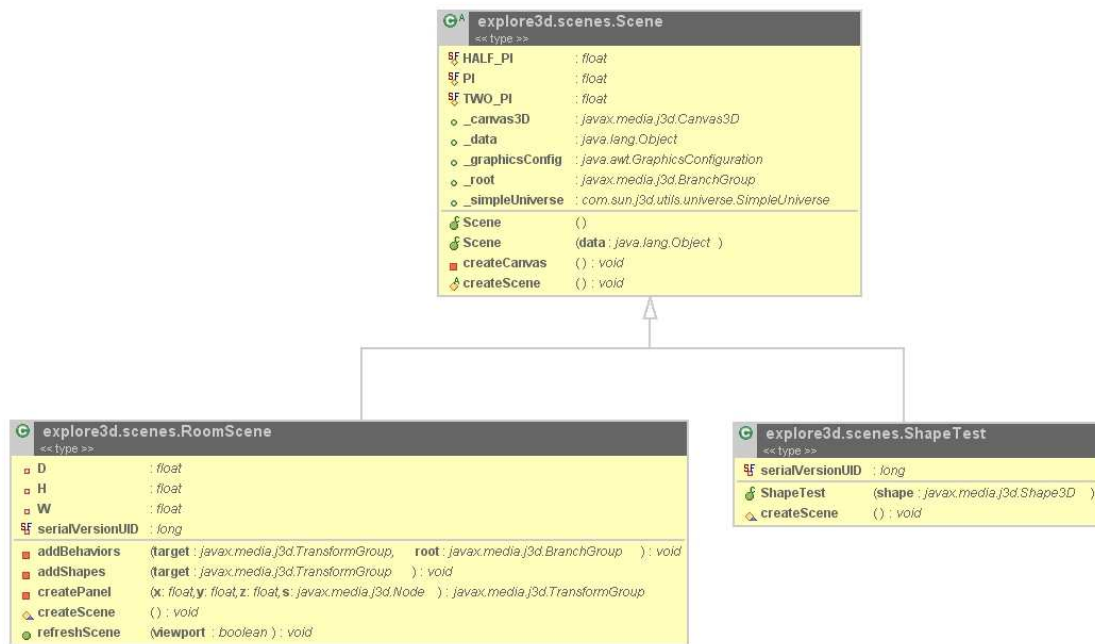 explore3d.scenes.Scene
<< type >>
HALF_PI : float
PI : float
TWO_PI : float
_canvas3D : javax.media.j3d.Canvas3D
_data : java.lang.Object
_graphicsConfig : java.awt.GraphicsConfiguration
_root : javax.media.j3d.BranchGroup
_simpleUniverse : com.sun.j3d.utils.universe.SimpleUniverse
Scene ()
Scene (data : java.lang.Object )
createCanvas () : void
createScene () : void
explore3d.scenes.RoomScene
<< type >>
D : float
H : float
W : float
serialVersionUID : long
addBehaviors (target : javax.media.j3d.TransformGroup, root : javax.media.j3d.BranchGroup ) : void
addShapes (target : javax.media.j3d.TransformGroup ) : void
createPanel (x: float,y: float,z: float,s: javax.media.j3d.Node ) : javax.media.j3d.TransformGroup
createScene () : void
refreshScene (viewport : boolean ) : void
explore3d.scenes.ShapeTest
<< type >>
serialVersionUID : long
ShapeTest (shape : javax.media.j3d.Shape3D )
createScene () : void